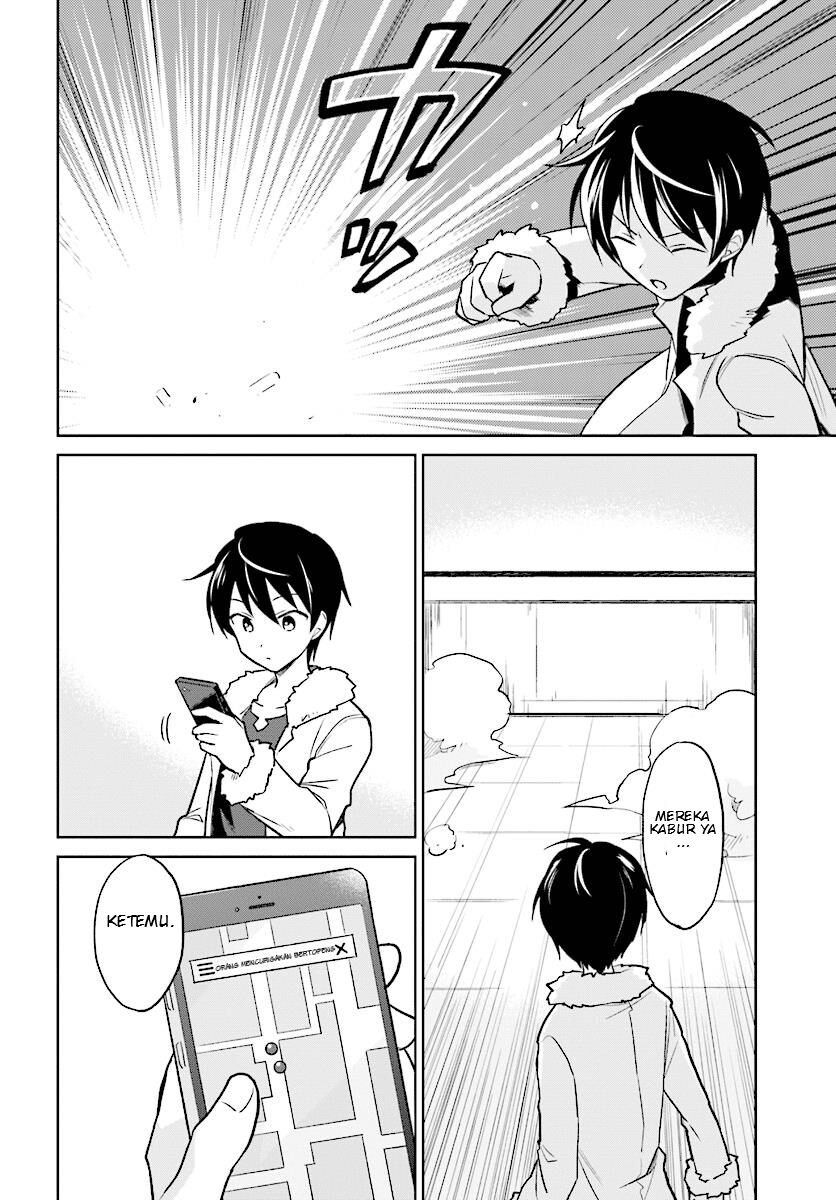 カッ
MEREKA
KABUR YA
...
KETEMU.
ORANG MENCURIGAKAN BERTOPENG X